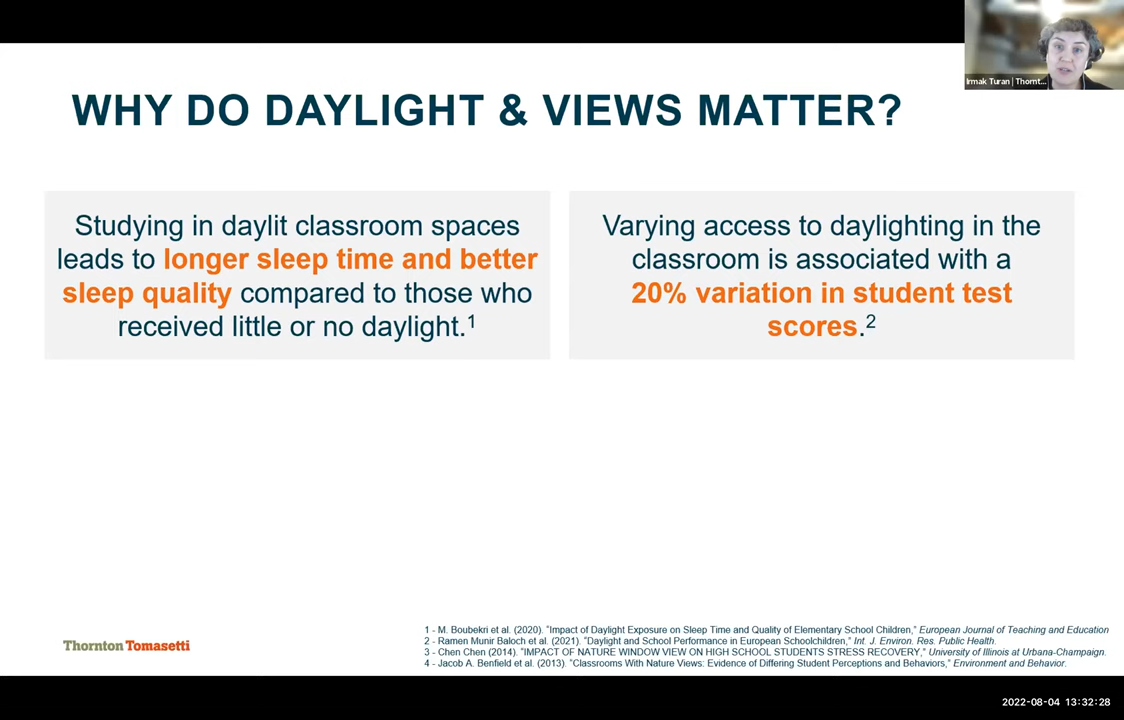 Irmak Turan | Thornt...
WHY DO DAYLIGHT & VIEWS MATTER?
Studying in daylit classroom spaces
leads to longer sleep time and better
sleep quality compared to those who
received little or no daylight.1
Varying access to daylighting in the
classroom is associated with a
20% variation in student test
scores.2
Thornton Tomasetti
1 - M. Boubekri et al. (2020). "Impact of Daylight Exposure on Sleep Time and Quality of Elementary School Children," European Journal of Teaching and Education
2 - Ramen Munir Baloch et al. (2021). "Daylight and School Performance in European Schoolchildren," Int. J. Environ. Res. Public Health.
3 - Chen Chen (2014). "IMPACT OF NATURE WINDOW VIEW ON HIGH SCHOOL STUDENTS STRESS RECOVERY," University of Illinois at Urbana-Champaign.
4 - Jacob A. Benfield et al. (2013). "Classrooms With Nature Views: Evidence of Differing Student Perceptions and Behaviors," Environment and Behavior.
2022-08-04 13:32:28